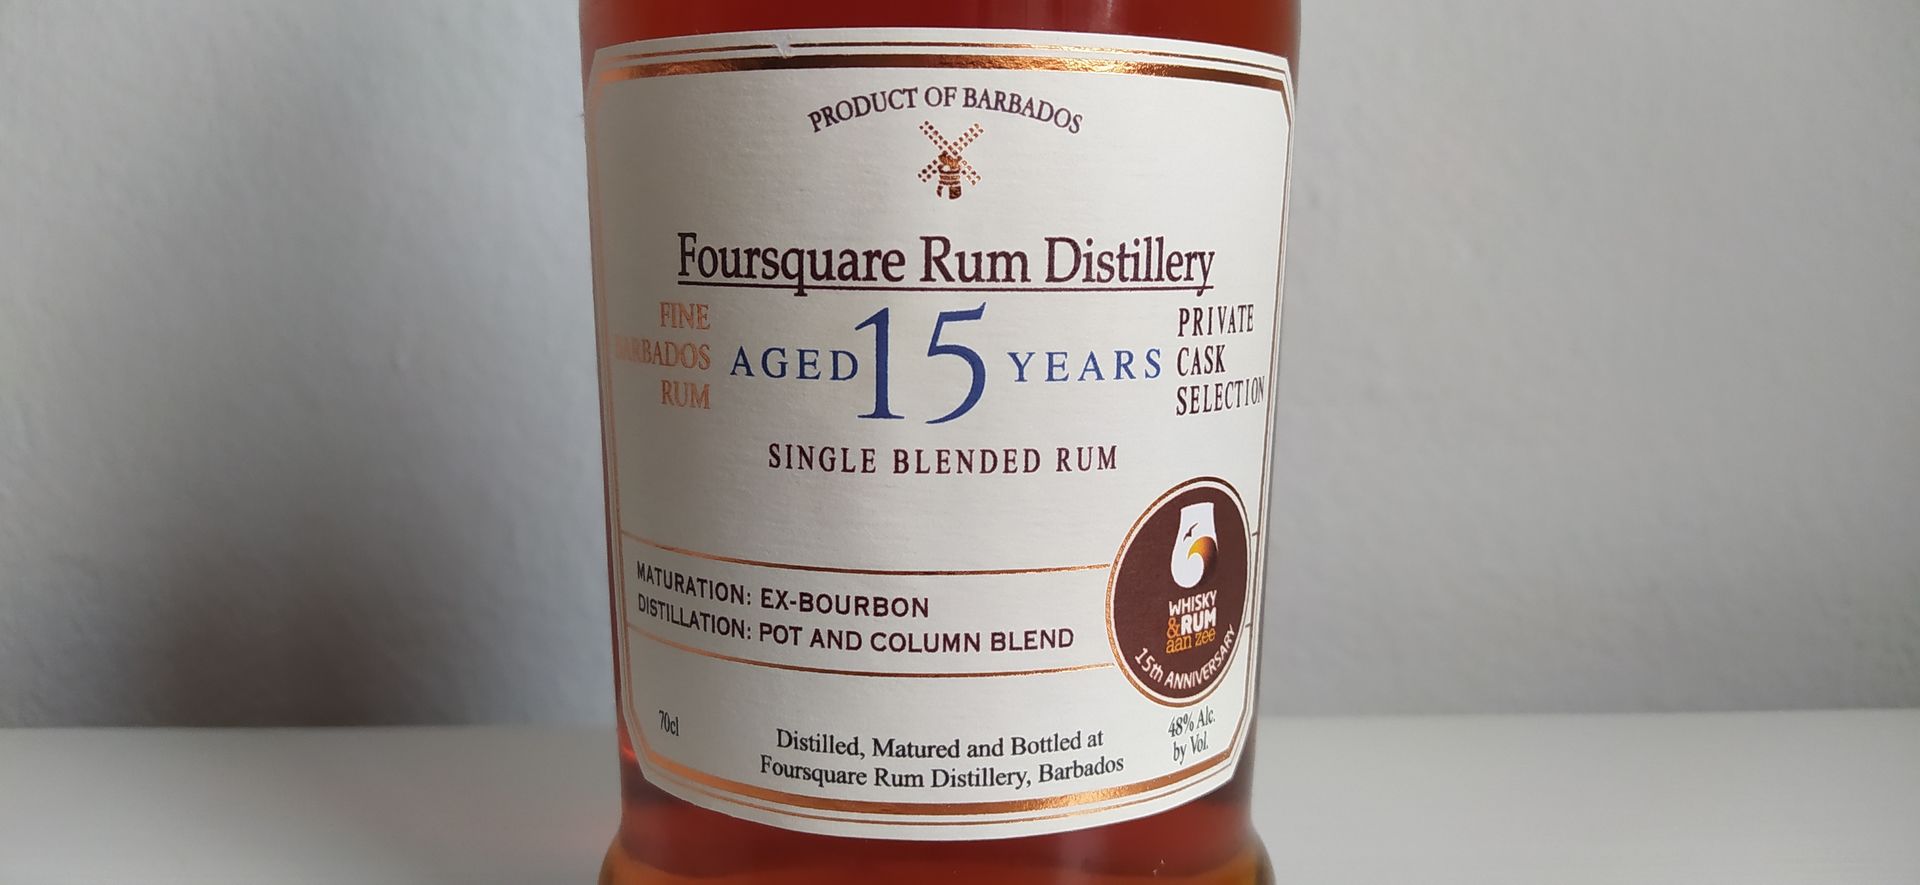 PRODUCT OF BARBADOS
Foursquare Rum Distillery
FINE
BARBADOS
RUM
AGED 15 YEARS
PRIVATE
CASK
SELECTION
SINGLE BLENDED RUM
MATURATION: EX-BOURBON
DISTILLATION: POT AND COLUMN BLEND
WHISKY
&RUM
aan zee
15th ANNIVERSARY
70cl
Distilled, Matured and Bottled at
Foursquare Rum Distillery, Barbados
48% Alc.
by Vol.